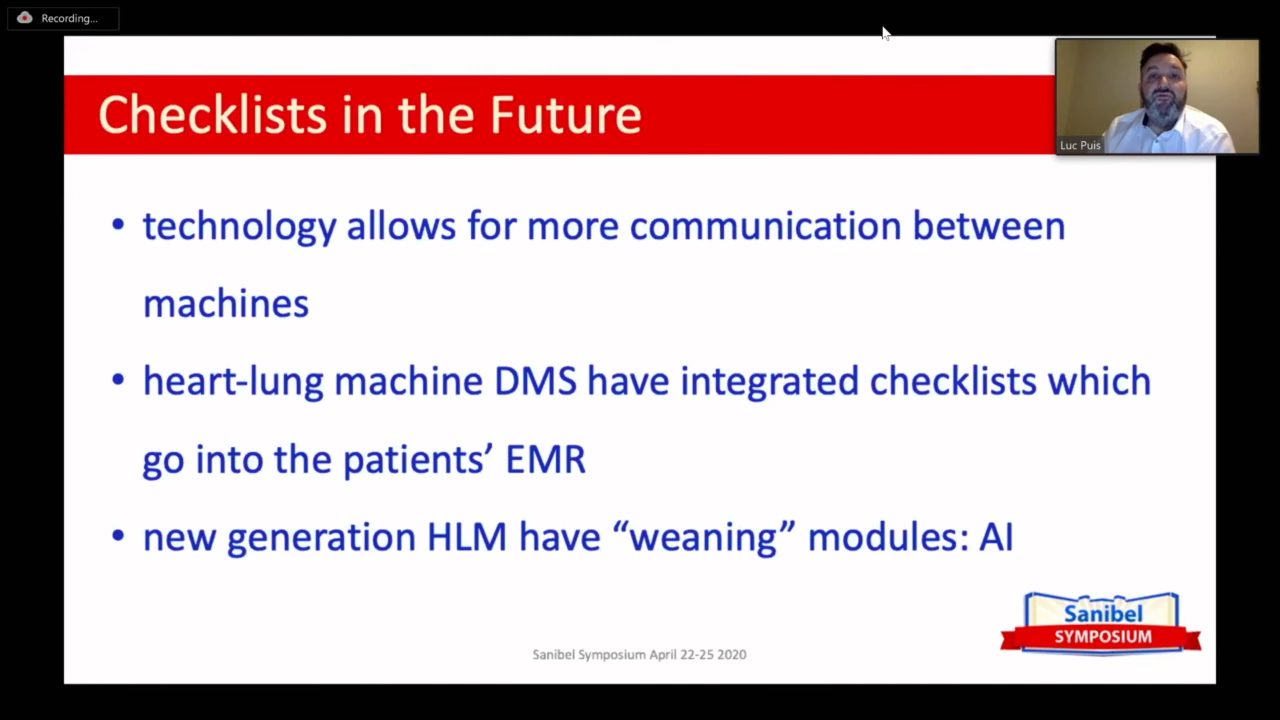 Recording...
Checklists in the Future
Luc Puis
• technology allows for more communication between
machines
• heart-lung machine DMS have integrated checklists which
go into the patients’ EMR
• new generation HLM have “weaning” modules: AI
Sanibel
SYMPOSIUM
Sanibel Symposium April 22-25 2020